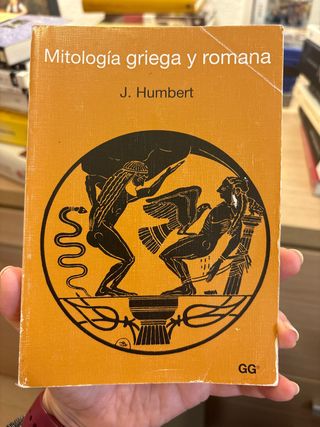 Mitología griega y romana
J. Humbert
GG®